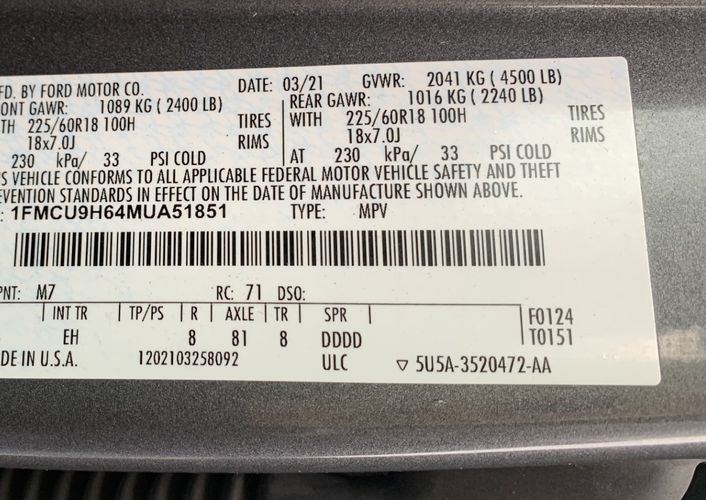 FD. BY FORD MOTOR CO. DATE: 03/21 GVWR: 2041 KG ( 4500 LB)
ONT GAWR: 1089 KG ( 2400 LB) REAR GAWR: 1016 KG ( 2240 LB)
TH 225/60R18 100H TIRES WITH 225/60R18 100H TIRES
18x7.0J RIMS 18x7.0J RIMS
230 kPa/ 33 PSI COLD AT 230 kPa/ 33 PSI COLD
S VEHICLE CONFORMS TO ALL APPLICABLE FEDERAL MOTOR VEHICLE SAFETY AND THEFT
EVENTION STANDARDS IN EFFECT ON THE DATE OF MANUFACTURE SHOWN ABOVE.
1FMCU9H64MUA51851 TYPE: MPV
PNT: M7 RC: 71 DSO:
INT TR TP/PS R AXLE TR SPR F0124
EH 8 81 8 DDDD T0151
DE IN U.S.A. 1202103258092 ULC ▽ 5U5A-3520472-AA